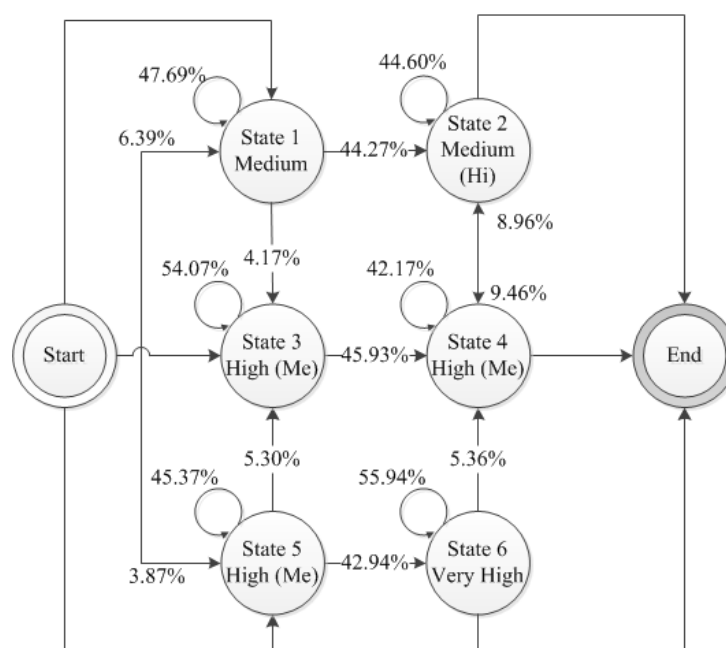 47.69%
44.60%
6.39%
State 1
Medium
44.27%
State 2
Medium
(Hi)
8.96%
4.17%
54.07%
42.17%
9.46%
Start
State 3
High (Me)
45.93%
State 4
High (Me)
End
5.30%
5.36%
45.37%
55.94%
State 5
High (Me)
42.94%
State 6
Very High
3.87%